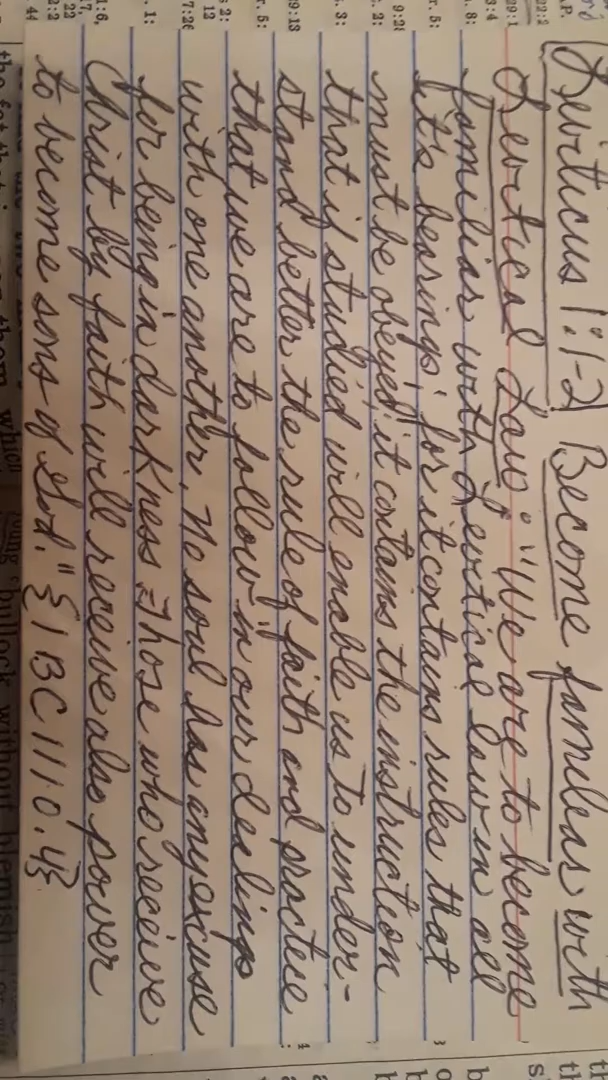 Leviticus 1:1-2 Become familiar with
Levitical Law: "We are to become
familiar with Levitical law in all
its bearings; for it contains rules that
must be obeyed; it contains the instruction
that if studied will enable us to under-
stand better the rule of faith and practice
that we are to follow in our dealings
with one another. No soul has any excuse
for being in darkness. Those who receive
Christ by faith will receive also power
to become sons of God." {1BC 1110.4}
bullock without blemish